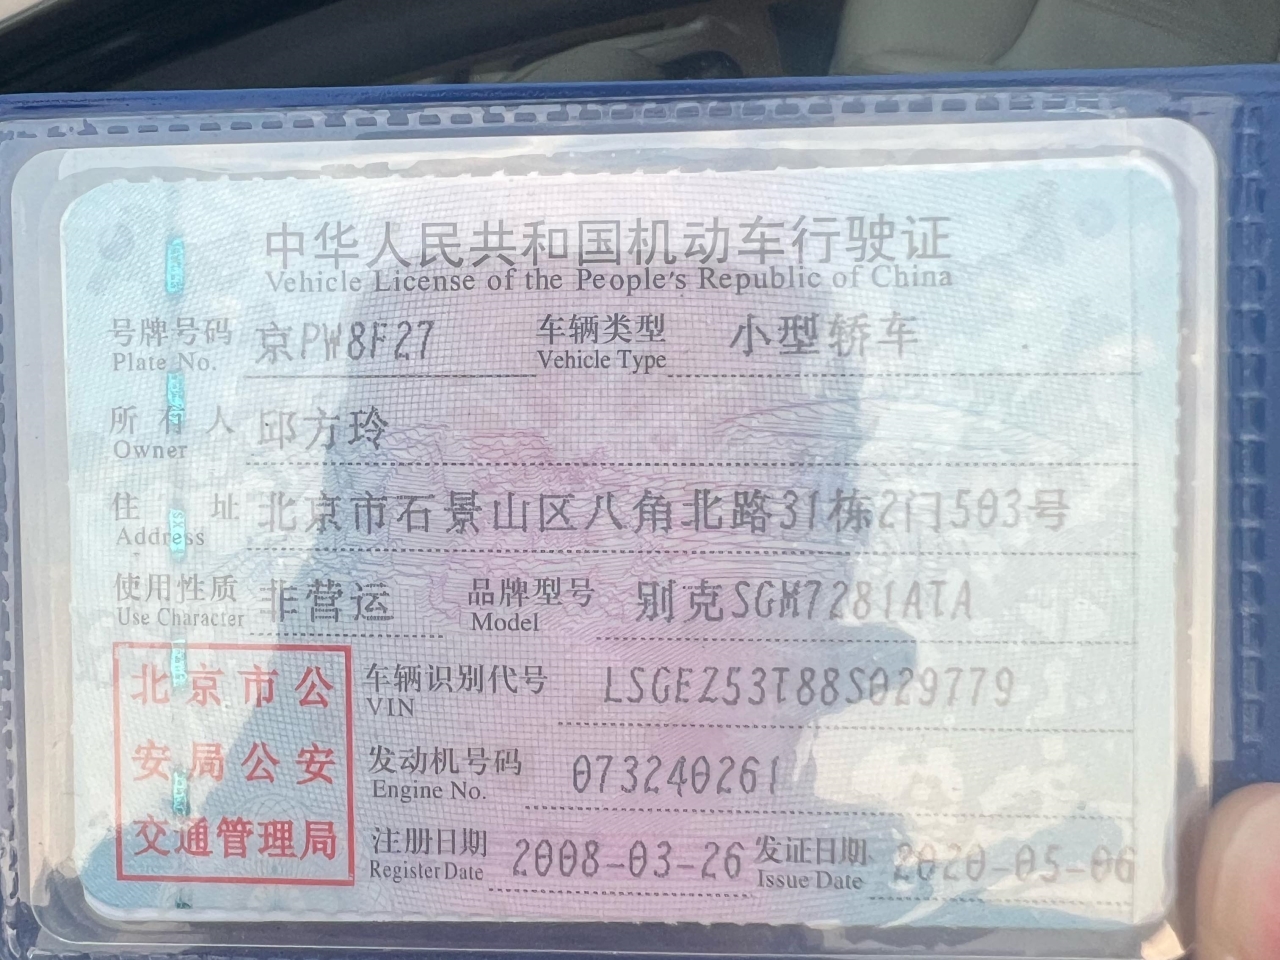 中华人民共和国机动车行驶证
Vehicle License of the People's Republic of China
号牌号码 京PW8F27 车辆类型 小型轿车
Plate No. Vehicle Type
所有人 邱方玲
Owner
住址 北京市石景山区八角北路31栋2门503号
Address
使用性质 非营运 品牌型号 别克SGM7281ATA
Use Character Model
车辆识别代号 LSGEZ53T88S029779
VIN
发动机号码 073240261
Engine No.
注册日期 2008-03-26 发证日期 2020-05-06
Register Date Issue Date
北京市公
安局公安
交通管理局